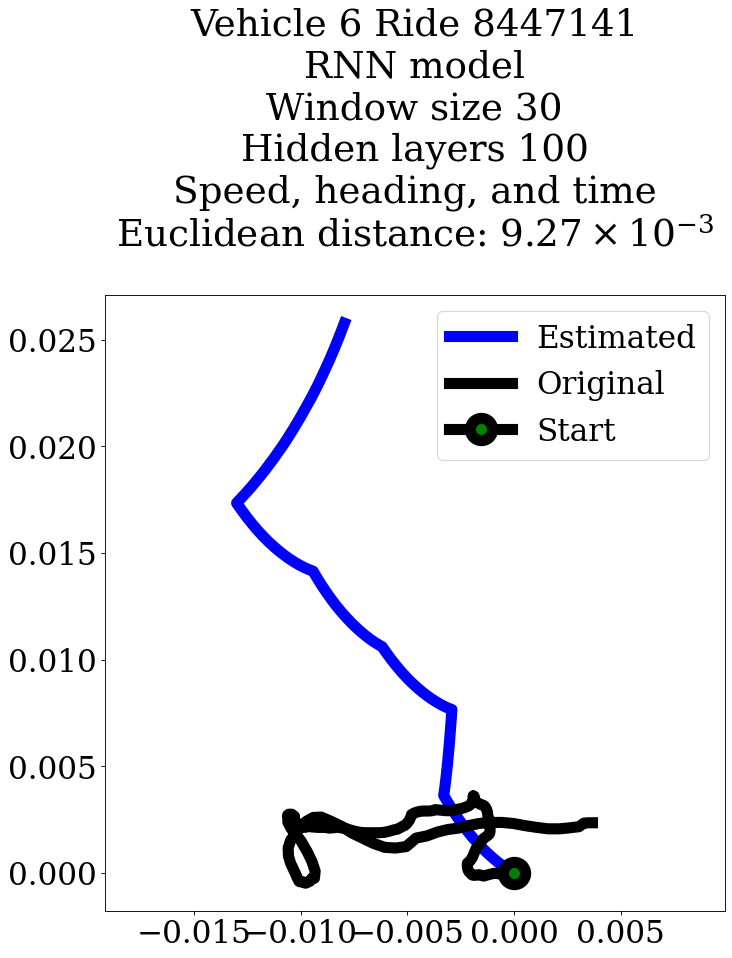 Vehicle 6 Ride 8447141
RNN model
Window size 30
Hidden layers 100
Speed, heading, and time
Euclidean distance: 9.27 × 10⁻³
Estimated
Original
Start
0.025
0.020
0.015
0.010
0.005
0.000
−0.015 −0.010 −0.005 0.000 0.005